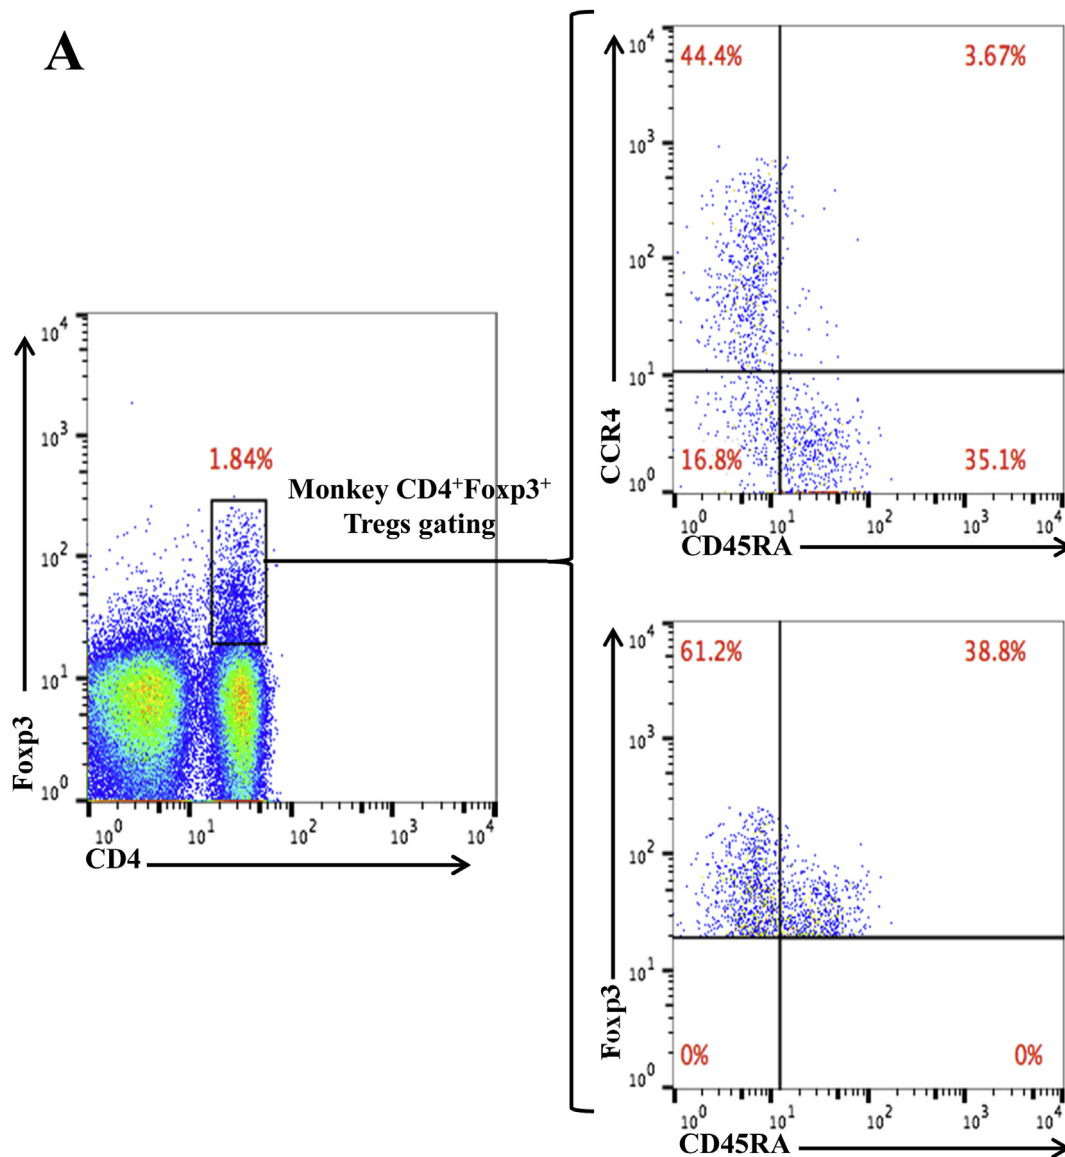 A
10⁴
10³
10²
10¹
10⁰
Foxp3
1.84%
10⁰ 10¹ 10² 10³ 10⁴
CD4
Monkey CD4⁺Foxp3⁺
Tregs gating
44.4% 3.67%
16.8% 35.1%
10⁴
10³
10²
10¹
10⁰
CCR4
10⁰ 10¹ 10² 10³ 10⁴
CD45RA
61.2% 38.8%
0% 0%
10⁴
10³
10²
10¹
10⁰
Foxp3
10⁰ 10¹ 10² 10³ 10⁴
CD45RA